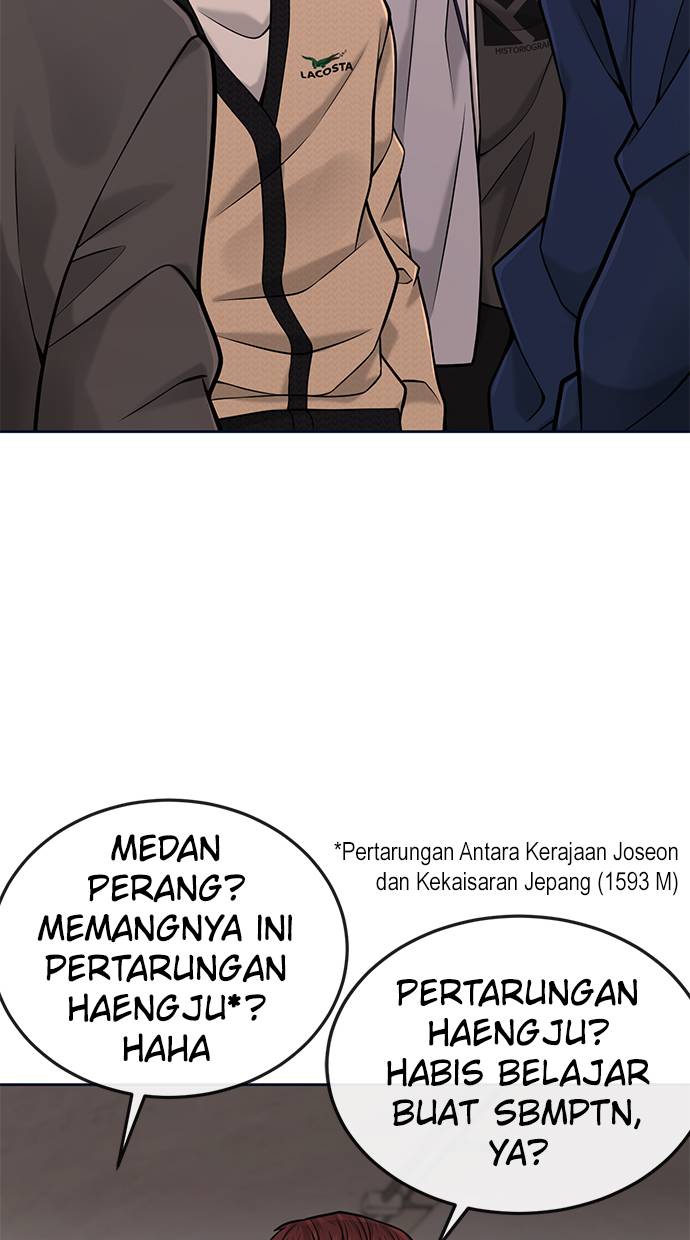 HISTORIOGRAF
LACOSTA
MEDAN
PERANG?
MEMANGNYA INI
PERTARUNGAN
HAENGJU*?
HAHA
*Pertarungan Antara Kerajaan Joseon
dan Kekaisaran Jepang (1593 M)
PERTARUNGAN
HAENGJU?
HABIS BELAJAR
BUAT SBMPTN,
YA?